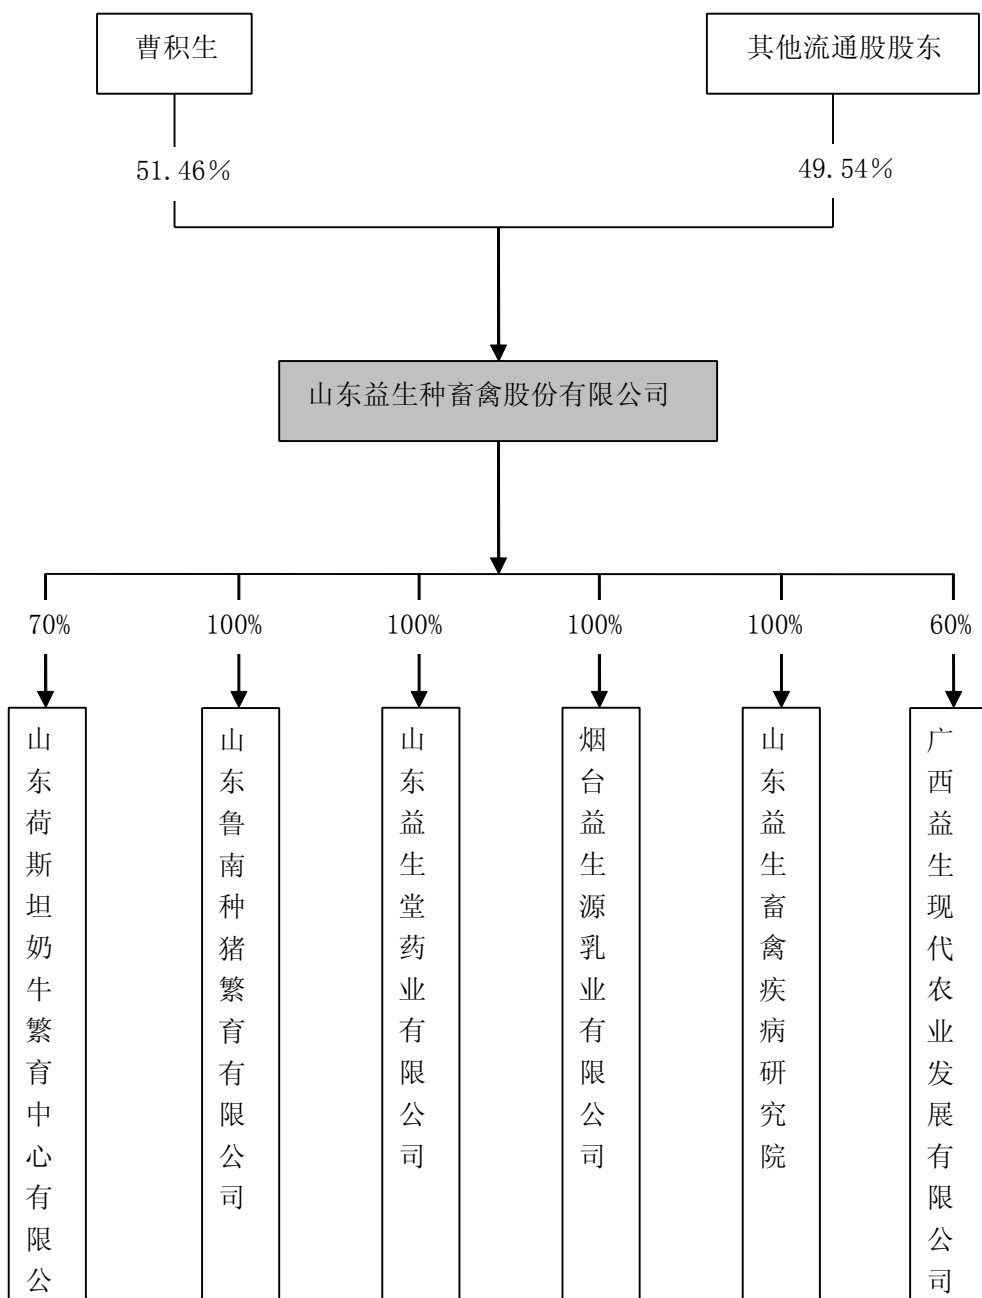 曹积生
其他流通股股东
51.46%
49.54%
山东益生种畜禽股份有限公司
70%
100%
100%
100%
100%
60%
山东荷斯坦奶牛繁育中心有限公
山东鲁南种猪繁育有限公司
山东益生堂药业有限公司
烟台益生源乳业有限公司
山东益生畜禽疾病研究院
广西益生现代农业发展有限公司